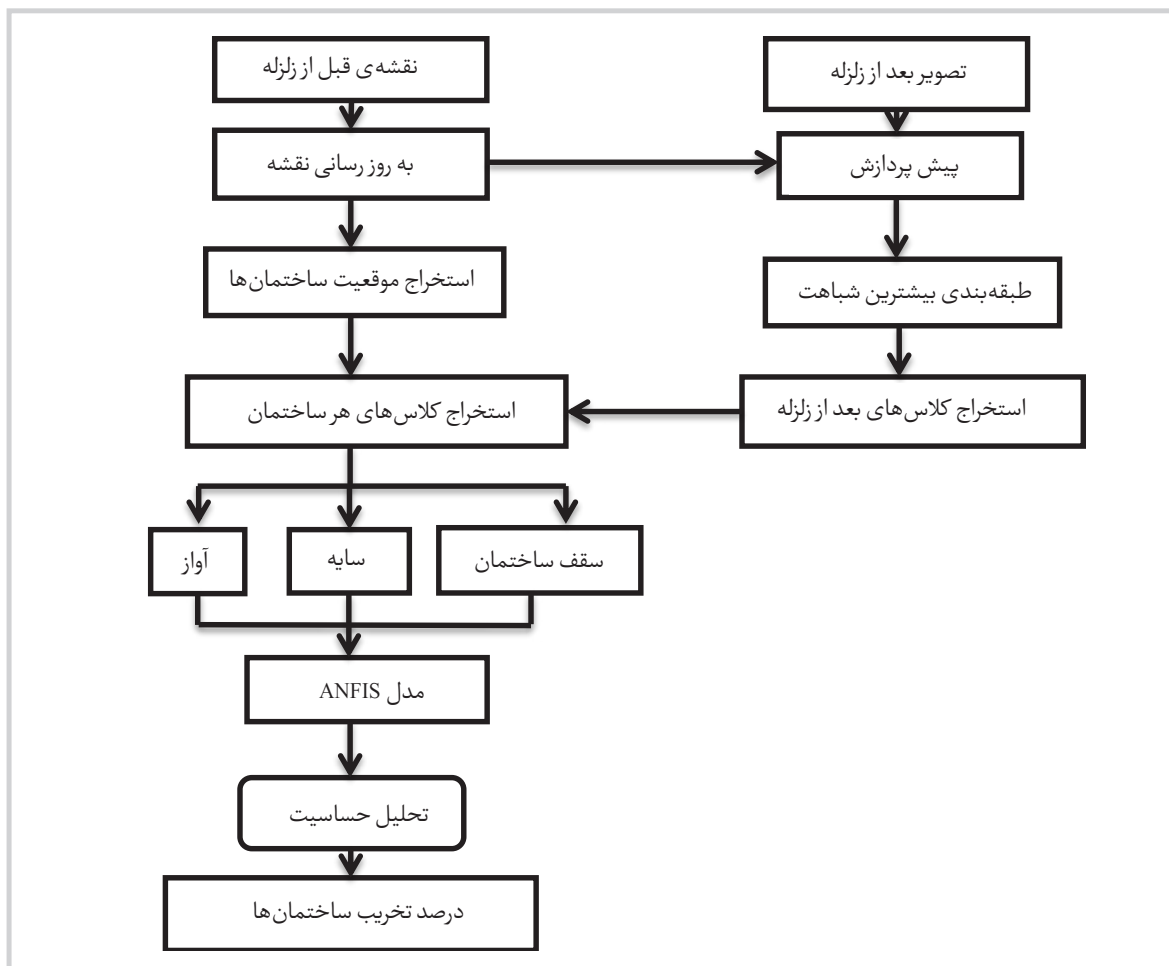 نقشه‌ی قبل از زلزله
تصویر بعد از زلزله
به روز رسانی نقشه
پیش پردازش
استخراج موقعیت ساختمان‌ها
طبقه‌بندی بیشترین شباهت
استخراج کلاس‌های هر ساختمان
استخراج کلاس‌های بعد از زلزله
سقف ساختمان
سایه
آواز
مدل ANFIS
تحلیل حساسیت
درصد تخریب ساختمان‌ها